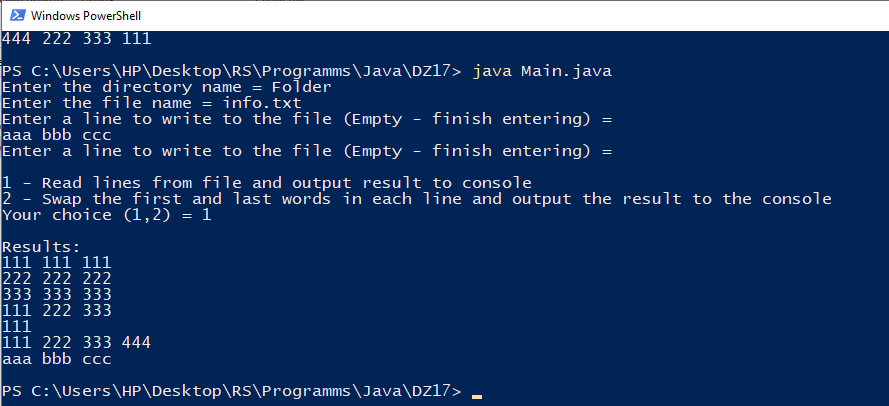 Windows PowerShell
444 222 333 111
PS C:\Users\HP\Desktop\RS\Programms\Java\DZ17> java Main.java
Enter the directory name = Folder
Enter the file name = info.txt
Enter a line to write to the file (Empty - finish entering) =
aaa bbb ccc
Enter a line to write to the file (Empty - finish entering) =
1 - Read lines from file and output result to console
2 - Swap the first and last words in each line and output the result to the console
Your choice (1,2) = 1
Results:
111 111 111
222 222 222
333 333 333
111 222 333
111
111 222 333 444
aaa bbb ccc
PS C:\Users\HP\Desktop\RS\Programms\Java\DZ17>